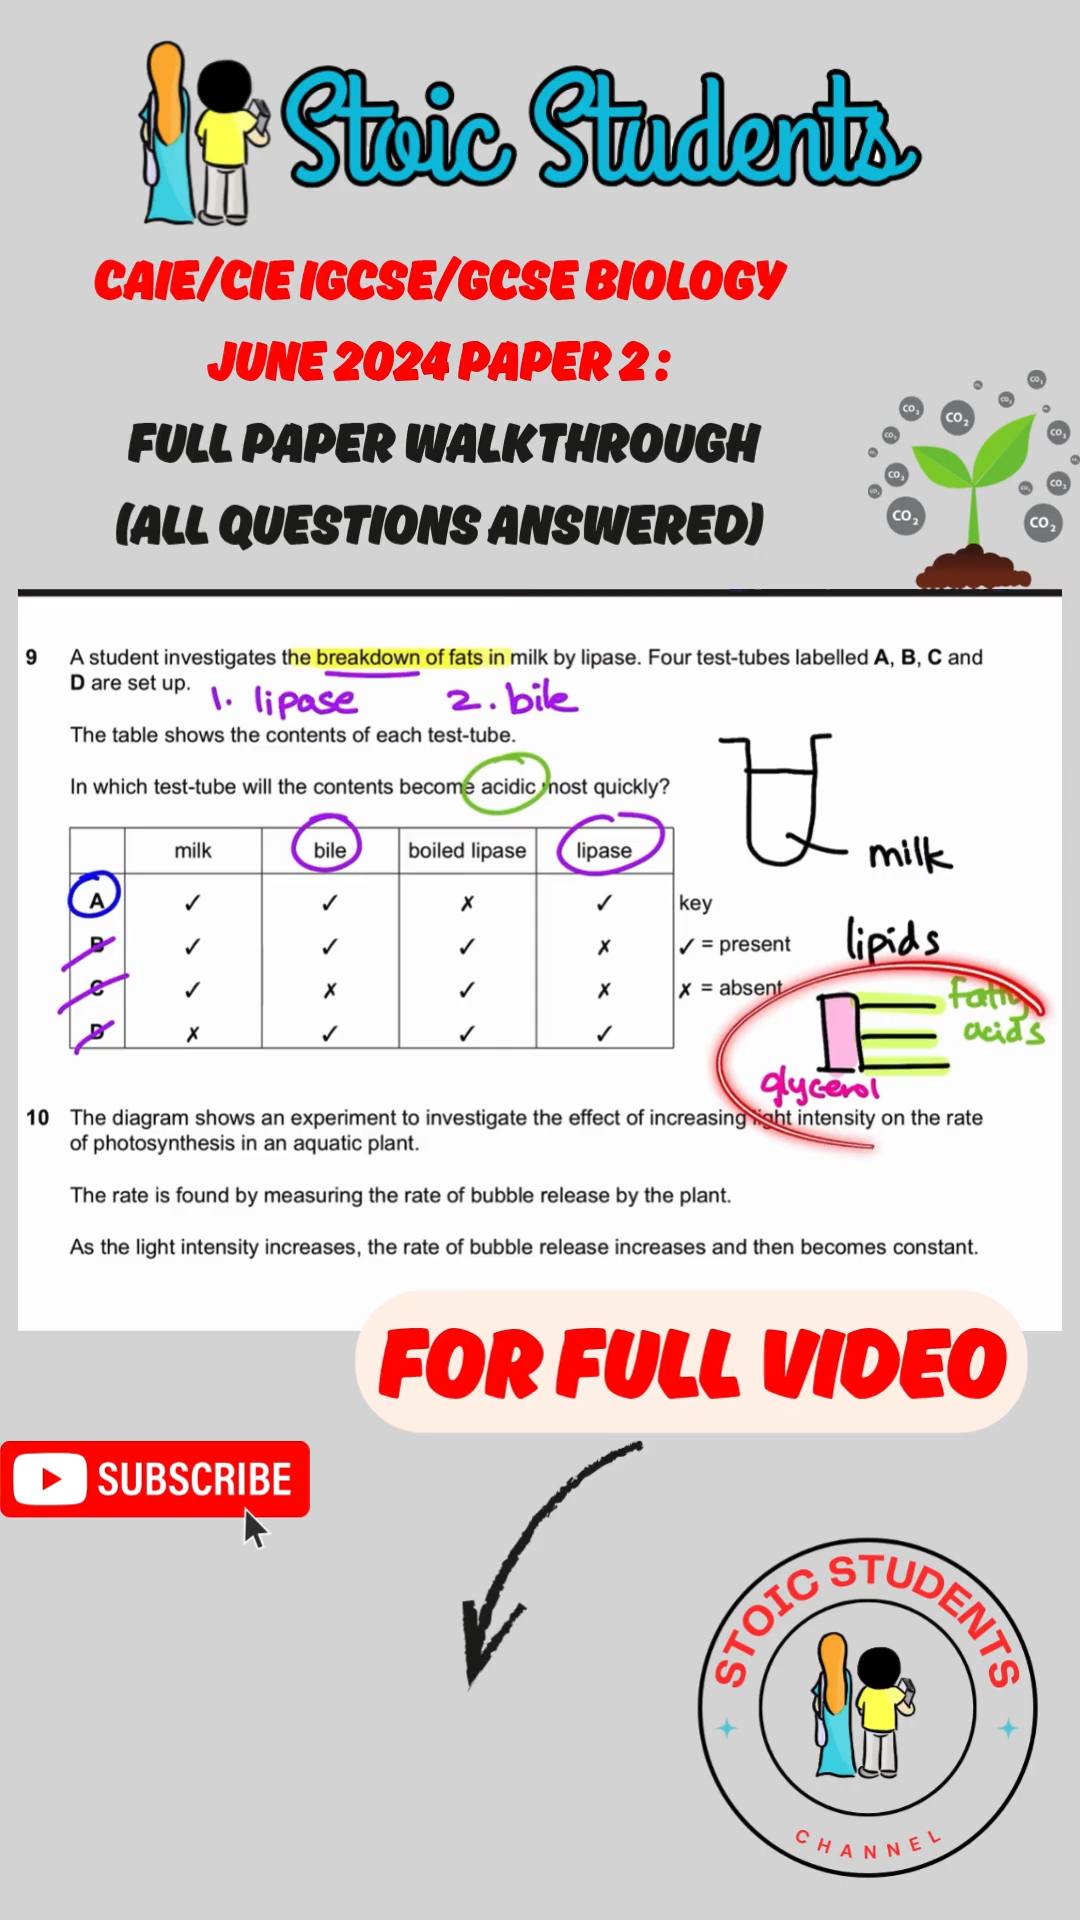 Stoic Students
CAIE/CIE IGCSE/GCSE BIOLOGY
JUNE 2024 PAPER 2 :
FULL PAPER WALKTHROUGH
(ALL QUESTIONS ANSWERED)
CO2 CO2 CO2 CO2
CO2 CO2
CO2 CO2
CO2 CO2
9 A student investigates the breakdown of fats in milk by lipase. Four test-tubes labelled A, B, C and
D are set up.
1. lipase 2. bile
The table shows the contents of each test-tube.
In which test-tube will the contents become acidic most quickly?
milk bile boiled lipase lipase
milk
A ✓ ✓ ✗ ✓ key
B ✓ ✓ ✓ ✗ ✓ = present
lipids
C ✓ ✗ ✓ ✗ ✗ = absent
fatty
acids
D ✗ ✓ ✓ ✓
glycerol
10 The diagram shows an experiment to investigate the effect of increasing light intensity on the rate
of photosynthesis in an aquatic plant.
The rate is found by measuring the rate of bubble release by the plant.
As the light intensity increases, the rate of bubble release increases and then becomes constant.
FOR FULL VIDEO
SUBSCRIBE
STOIC STUDENTS
CHANNEL